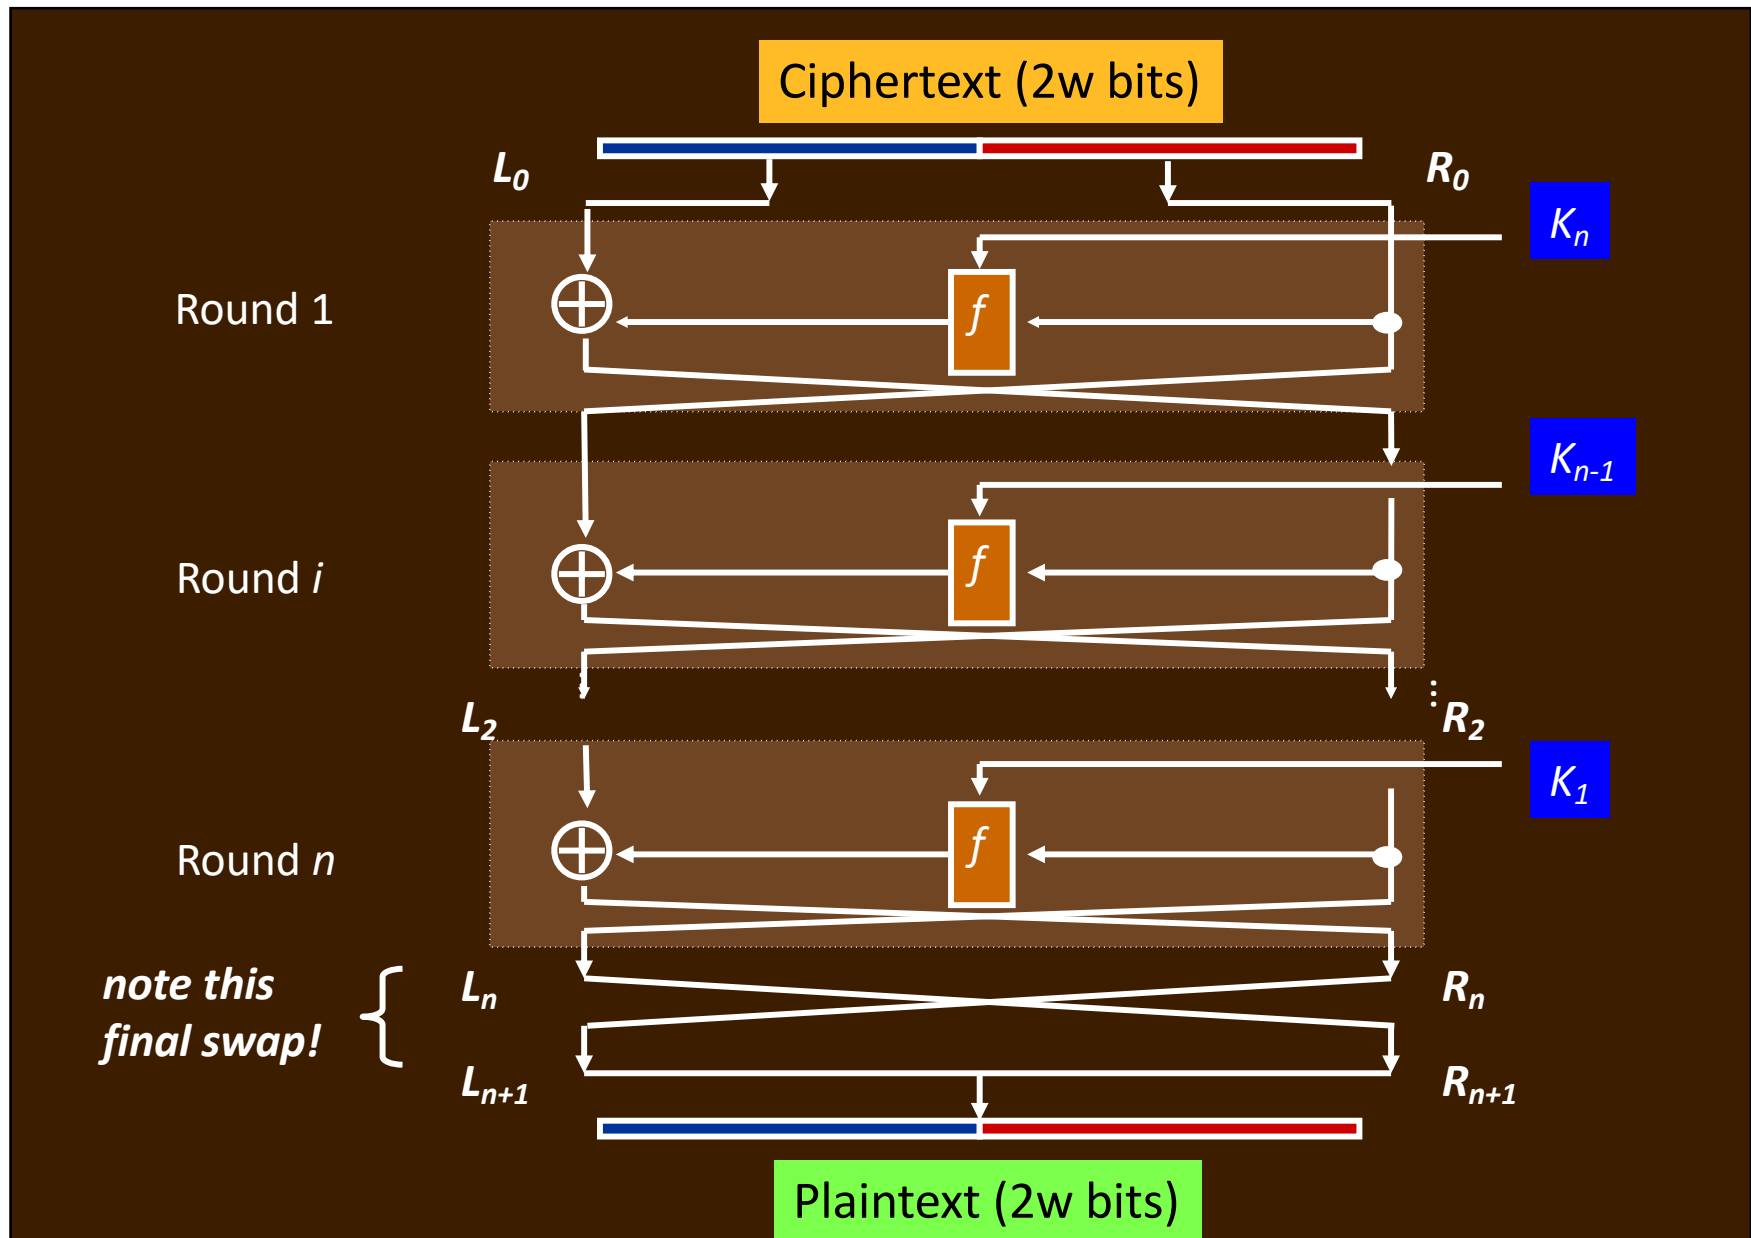 Ciphertext (2w bits)
L0
R0
Kn
Round 1
f
Kn-1
Round i
f
L2
...
R2
K1
Round n
f
note this
final swap!
Ln
Rn
Ln+1
Rn+1
Plaintext (2w bits)